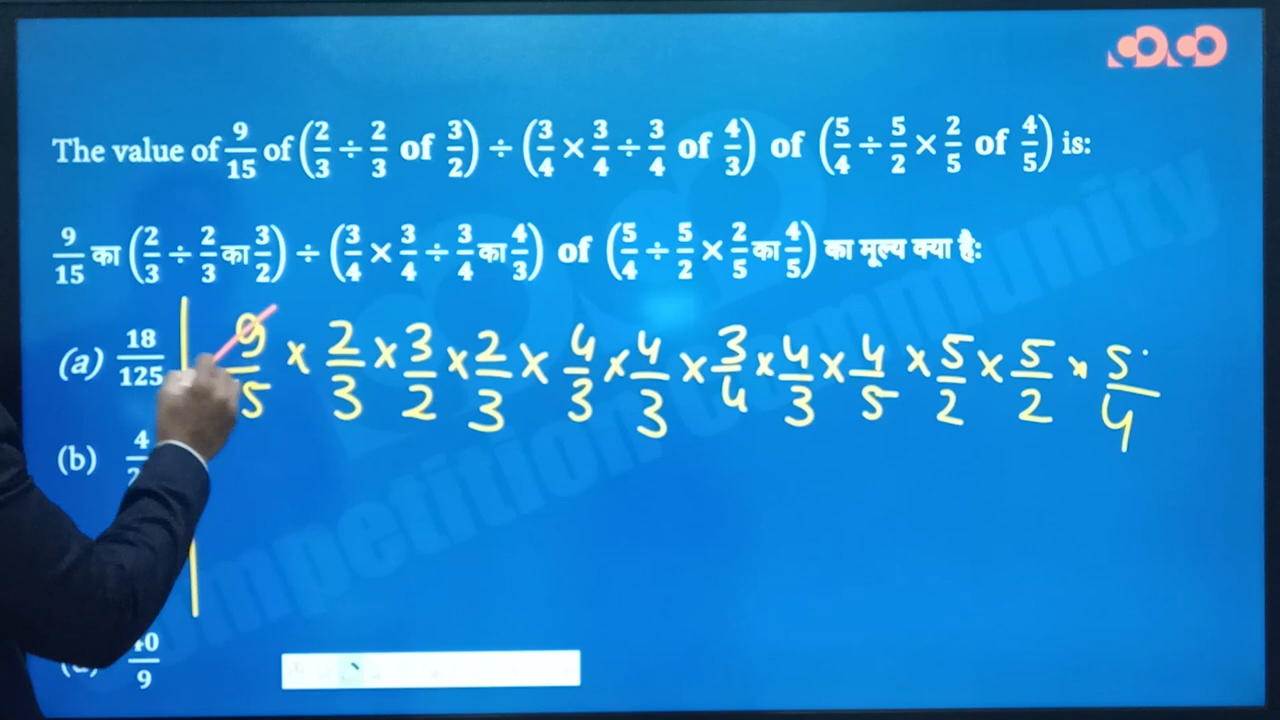 The value of 9/15 of (2/3 ÷ 2/3 of 3/2) ÷ (3/4 × 3/4 ÷ 3/4 of 4/3) of (5/4 ÷ 5/2 × 2/5 of 4/5) is:
9/15 का (2/3 ÷ 2/3 का 3/2) ÷ (3/4 × 3/4 ÷ 3/4 का 4/3) of (5/4 ÷ 5/2 × 2/5 का 4/5) का मूल्य क्या है:
(a) 18/125
9/5 × 2/3 × 3/2 × 2/3 × 4/3 × 4/3 × 3/4 × 4/3 × 4/5 × 5/2 × 5/2 × 5/4
(b) 4
40/9
ompetition community